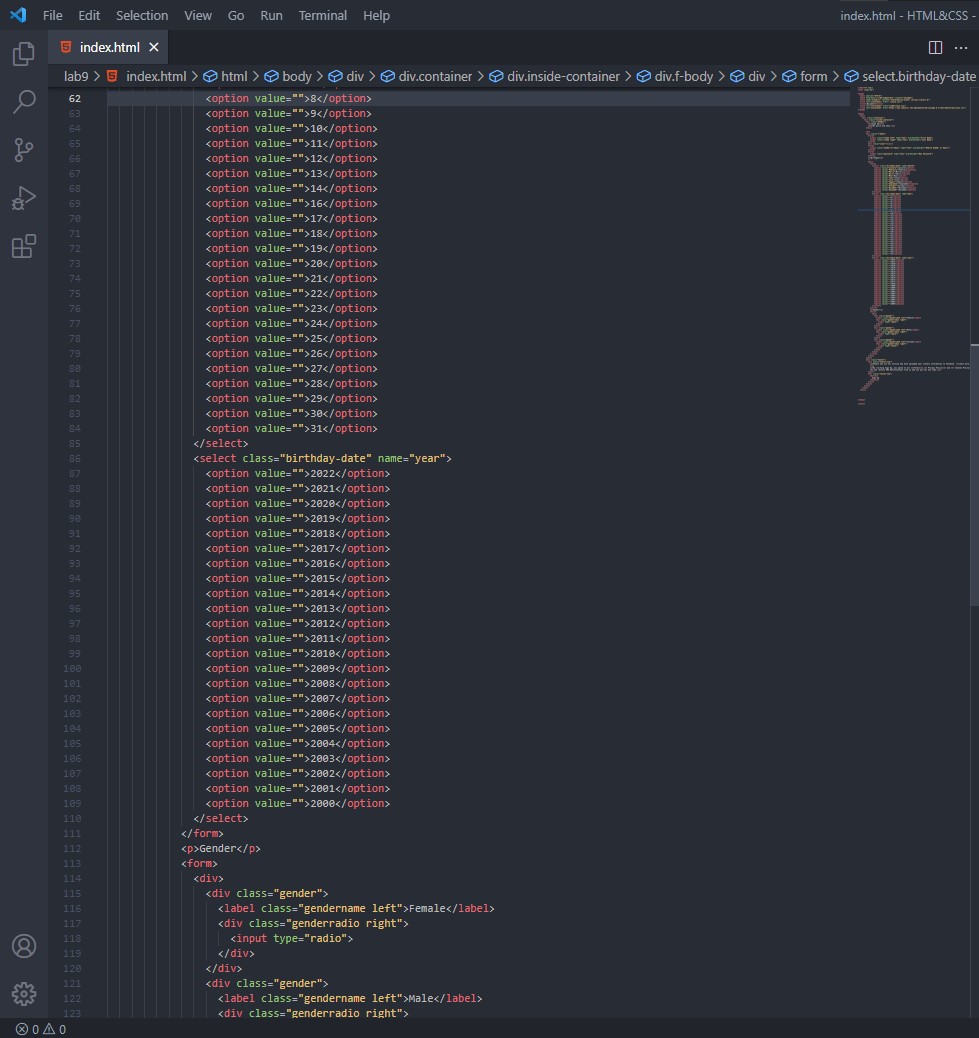 File Edit Selection View Go Run Terminal Help index.html - HTML&CSS -
index.html
lab9 > index.html > html > body > div > div.container > div.inside-container > div.f-body > div > form > select.birthday-date
62 <option value="">8</option>
63 <option value="">9</option>
64 <option value="">10</option>
65 <option value="">11</option>
66 <option value="">12</option>
67 <option value="">13</option>
68 <option value="">14</option>
69 <option value="">16</option>
70 <option value="">17</option>
71 <option value="">18</option>
72 <option value="">19</option>
73 <option value="">20</option>
74 <option value="">21</option>
75 <option value="">22</option>
76 <option value="">23</option>
77 <option value="">24</option>
78 <option value="">25</option>
79 <option value="">26</option>
80 <option value="">27</option>
81 <option value="">28</option>
82 <option value="">29</option>
83 <option value="">30</option>
84 <option value="">31</option>
85 </select>
86 <select class="birthday-date" name="year">
87 <option value="">2022</option>
88 <option value="">2021</option>
89 <option value="">2020</option>
90 <option value="">2019</option>
91 <option value="">2018</option>
92 <option value="">2017</option>
93 <option value="">2016</option>
94 <option value="">2015</option>
95 <option value="">2014</option>
96 <option value="">2013</option>
97 <option value="">2012</option>
98 <option value="">2011</option>
99 <option value="">2010</option>
100 <option value="">2009</option>
101 <option value="">2008</option>
102 <option value="">2007</option>
103 <option value="">2006</option>
104 <option value="">2005</option>
105 <option value="">2004</option>
106 <option value="">2003</option>
107 <option value="">2002</option>
108 <option value="">2001</option>
109 <option value="">2000</option>
110 </select>
111 </form>
112 <p>Gender</p>
113 <form>
114 <div>
115 <div class="gender">
116 <label class="gendername left">Female</label>
117 <div class="genderradio right">
118 <input type="radio">
119 </div>
120 </div>
121 <div class="gender">
122 <label class="gendername left">Male</label>
123 <div class="genderradio right">
0 0